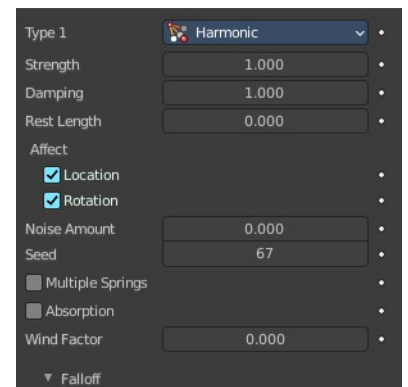 Type 1 Harmonic
Strength 1.000
Damping 1.000
Rest Length 0.000
Affect
Location
Rotation
Noise Amount 0.000
Seed 67
Multiple Springs
Absorption
Wind Factor 0.000
Falloff